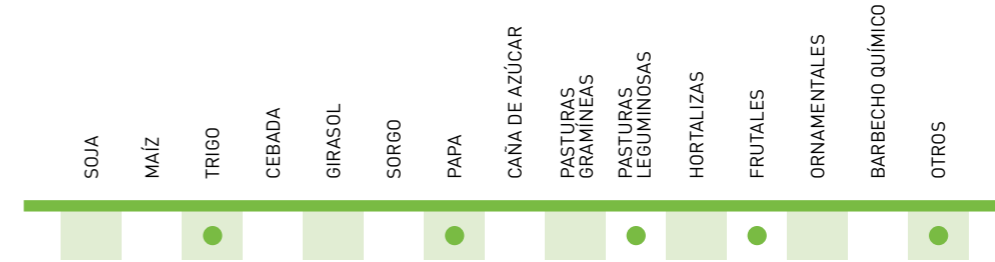 SOJA
MAÍZ
TRIGO
CEBADA
GIRASOL
SORGO
PAPA
CAÑA DE AZÚCAR
PASTURAS
GRAMÍNEAS
PASTURAS
LEGUMINOSAS
HORTALIZAS
FRUTALES
ORNAMENTALES
BARBECHO QUÍMICO
OTROS